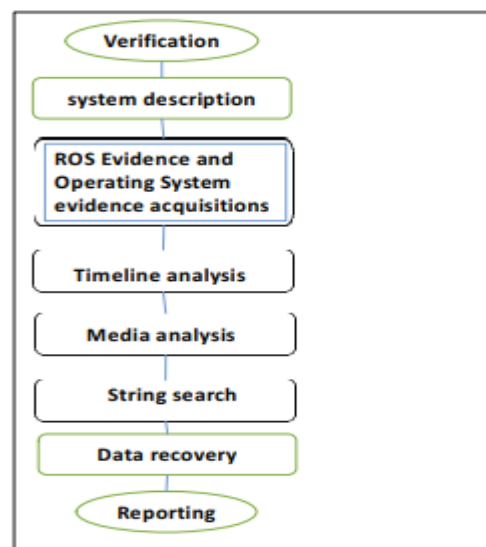 Verification
system description
ROS Evidence and
Operating System
evidence acquisitions
Timeline analysis
Media analysis
String search
Data recovery
Reporting